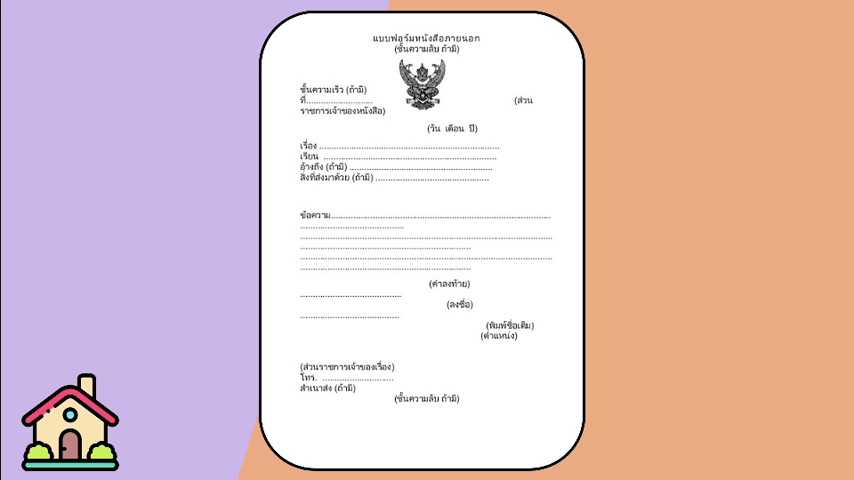 แบบฟอร์มหนังสือภายนอก
(ชั้นความลับ ถ้ามี)
ชั้นความเร็ว (ถ้ามี)
ที่........................... (ส่วน
ราชการเจ้าของหนังสือ)
(วัน เดือน ปี)
เรื่อง ..........................................................................
เรียน .......................................................................
อ้างถึง (ถ้ามี) ...........................................................
สิ่งที่ส่งมาด้วย (ถ้ามี) ...............................................
ข้อความ..........................................................................................
...........................................
........................................................................................................
......................................................................
........................................................................................................
......................................................................
(คำลงท้าย)
..........................................
(ลงชื่อ)
.........................................
(พิมพ์ชื่อเต็ม)
(ตำแหน่ง)
(ส่วนราชการเจ้าของเรื่อง)
โทร. .............................
สำเนาส่ง (ถ้ามี)
(ชั้นความลับ ถ้ามี)